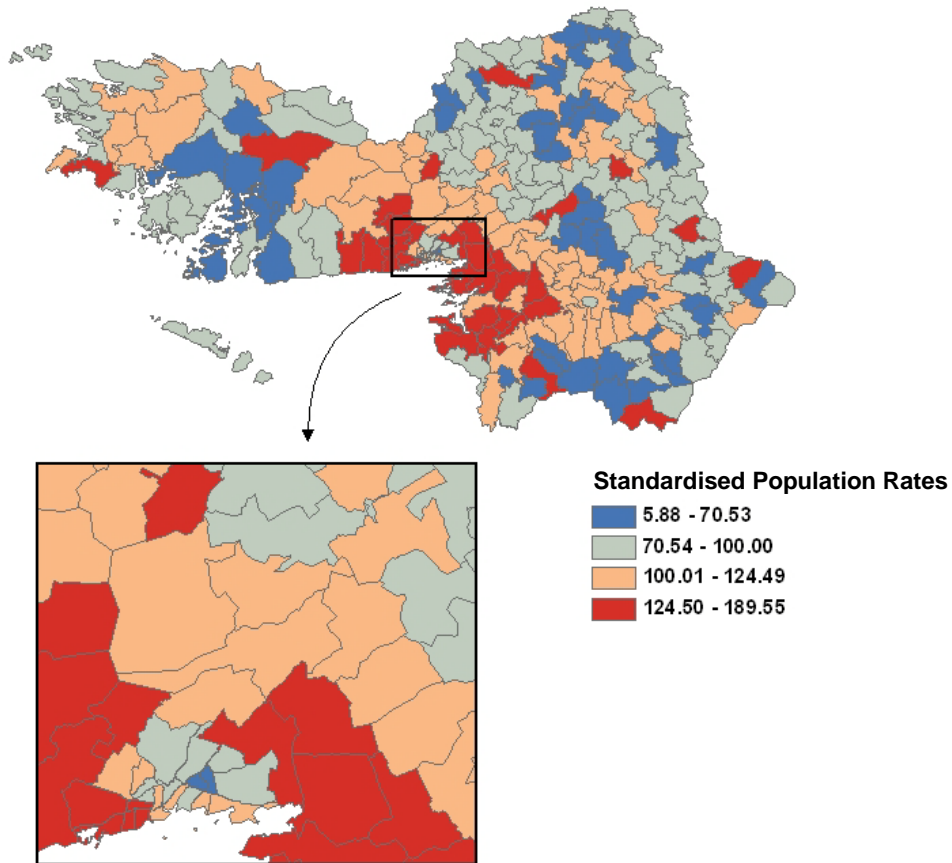 Standardised Population Rates
5.88 - 70.53
70.54 - 100.00
100.01 - 124.49
124.50 - 189.55